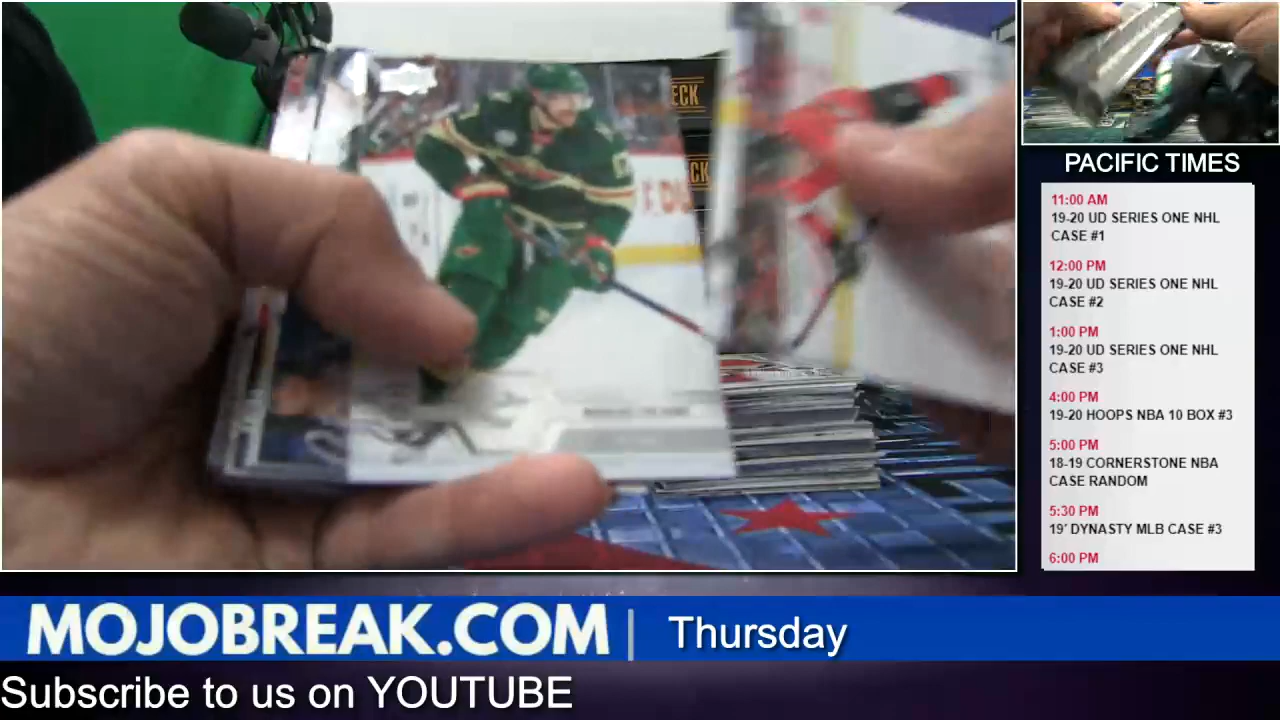 ECK
CK
PACIFIC TIMES
11:00 AM
19-20 UD SERIES ONE NHL
CASE #1
12:00 PM
19-20 UD SERIES ONE NHL
CASE #2
1:00 PM
19-20 UD SERIES ONE NHL
CASE #3
4:00 PM
19-20 HOOPS NBA 10 BOX #3
5:00 PM
18-19 CORNERSTONE NBA
CASE RANDOM
5:30 PM
19' DYNASTY MLB CASE #3
6:00 PM
MOJOBREAK.COM | Thursday
Subscribe to us on YOUTUBE